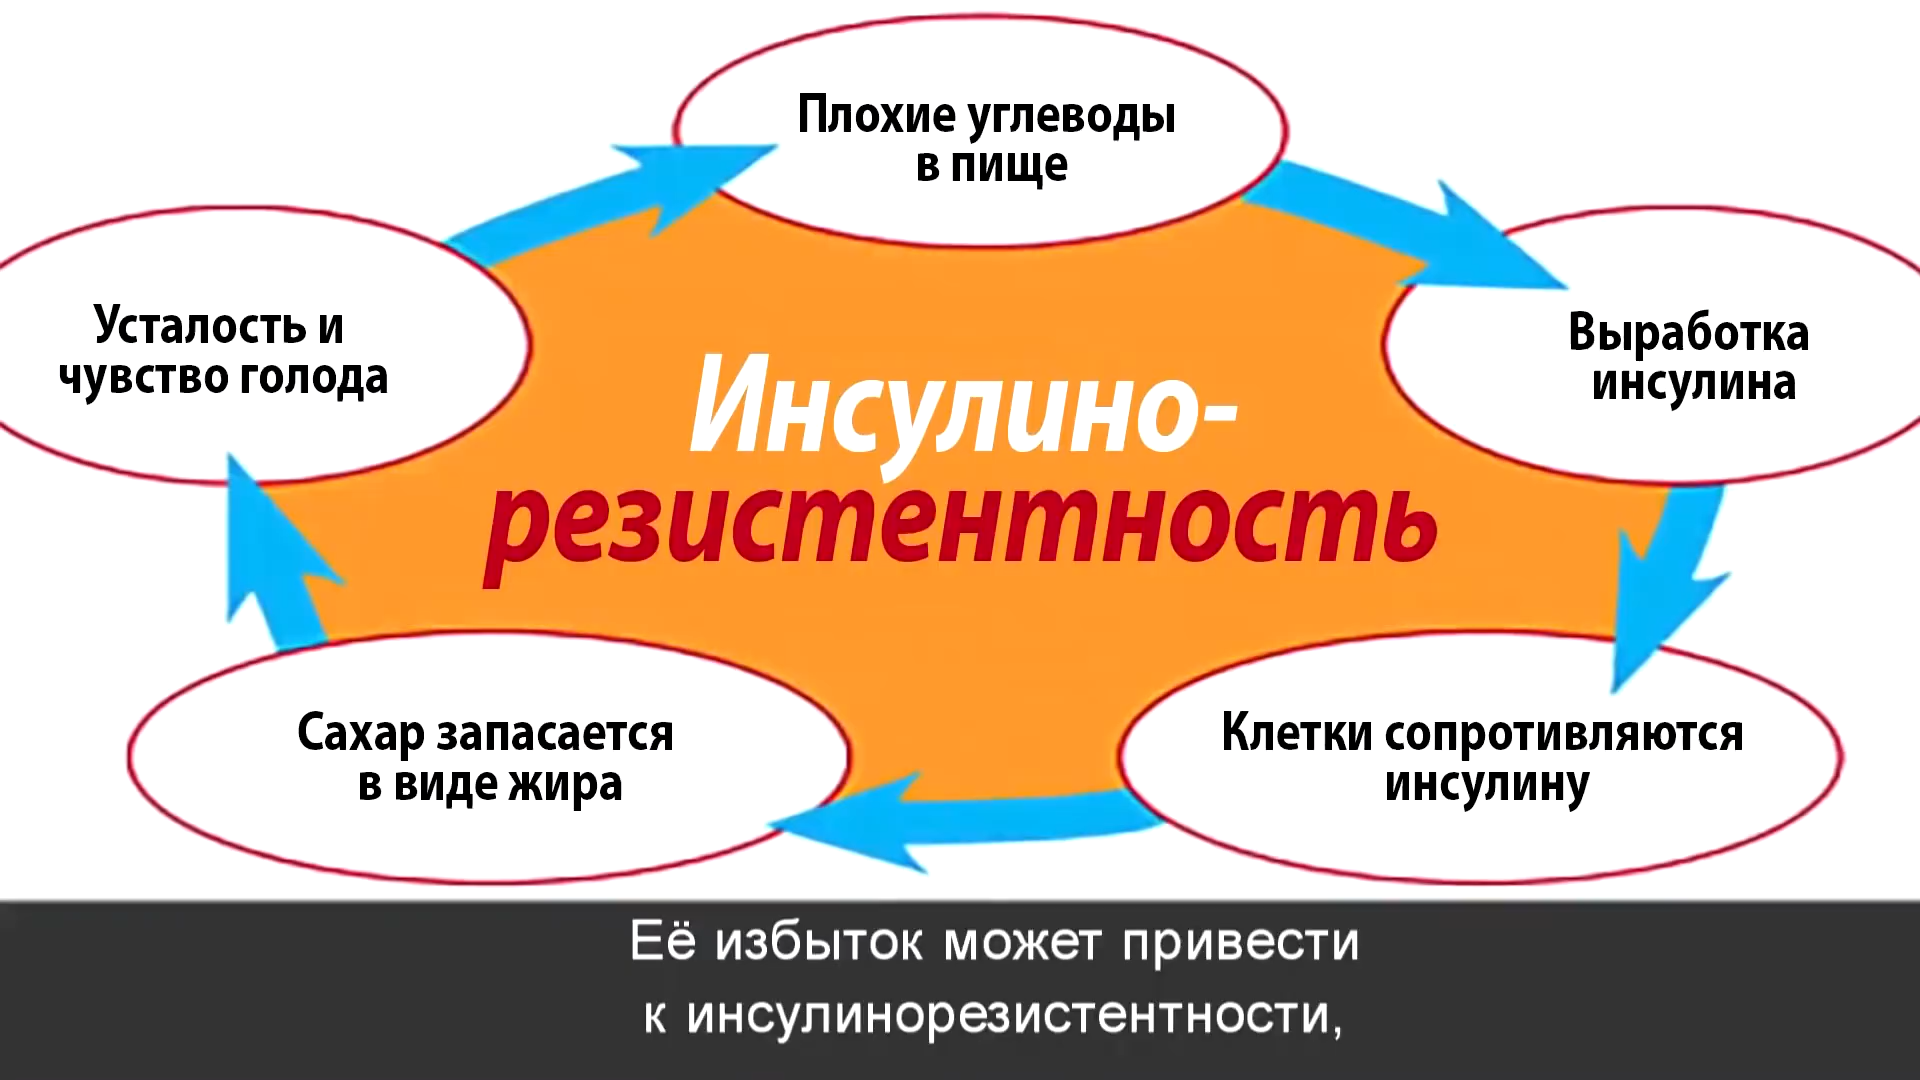 Плохие углеводы
в пище
Усталость и
чувство голода
Выработка
инсулина
Инсулино-
резистентность
Сахар запасается
в виде жира
Клетки сопротивляются
инсулину
Её избыток может привести
к инсулинорезистентности,